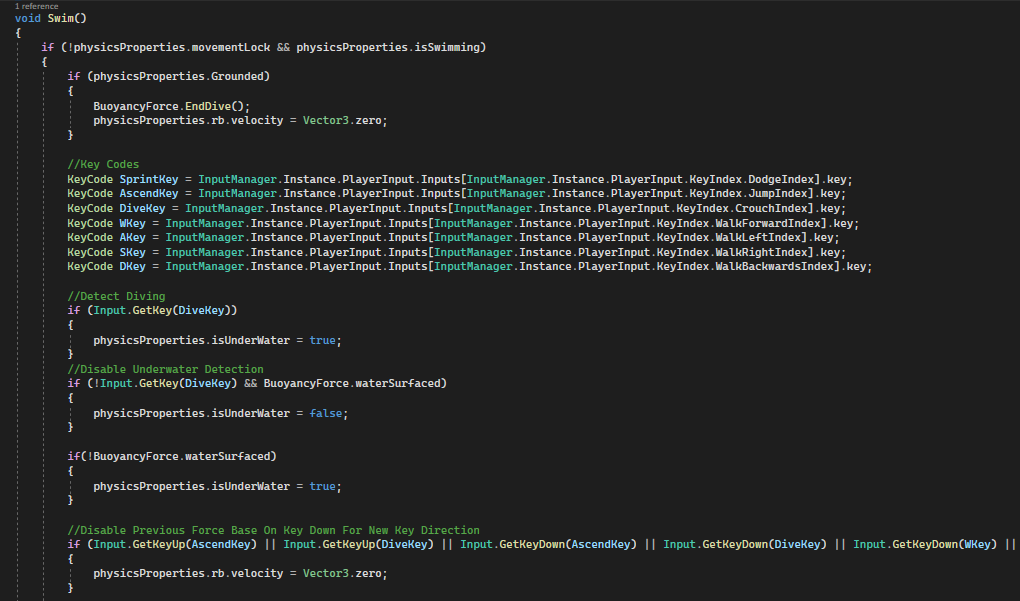 1 reference
void Swim()
{
if (!physicsProperties.movementLock && physicsProperties.isSwimming)
{
if (physicsProperties.Grounded)
{
BuoyancyForce.EndDive();
physicsProperties.rb.velocity = Vector3.zero;
}
//Key Codes
KeyCode SprintKey = InputManager.Instance.PlayerInput.Inputs[InputManager.Instance.PlayerInput.KeyIndex.DodgeIndex].key;
KeyCode AscendKey = InputManager.Instance.PlayerInput.Inputs[InputManager.Instance.PlayerInput.KeyIndex.JumpIndex].key;
KeyCode DiveKey = InputManager.Instance.PlayerInput.Inputs[InputManager.Instance.PlayerInput.KeyIndex.CrouchIndex].key;
KeyCode WKey = InputManager.Instance.PlayerInput.Inputs[InputManager.Instance.PlayerInput.KeyIndex.WalkForwardIndex].key;
KeyCode AKey = InputManager.Instance.PlayerInput.Inputs[InputManager.Instance.PlayerInput.KeyIndex.WalkLeftIndex].key;
KeyCode SKey = InputManager.Instance.PlayerInput.Inputs[InputManager.Instance.PlayerInput.KeyIndex.WalkRightIndex].key;
KeyCode DKey = InputManager.Instance.PlayerInput.Inputs[InputManager.Instance.PlayerInput.KeyIndex.WalkBackwardsIndex].key;
//Detect Diving
if (Input.GetKey(DiveKey))
{
physicsProperties.isUnderWater = true;
}
//Disable Underwater Detection
if (!Input.GetKey(DiveKey) && BuoyancyForce.waterSurfaced)
{
physicsProperties.isUnderWater = false;
}
if(!BuoyancyForce.waterSurfaced)
{
physicsProperties.isUnderWater = true;
}
//Disable Previous Force Base On Key Down For New Key Direction
if (Input.GetKeyUp(AscendKey) || Input.GetKeyUp(DiveKey) || Input.GetKeyDown(AscendKey) || Input.GetKeyDown(DiveKey) || Input.GetKeyDown(WKey) ||
{
physicsProperties.rb.velocity = Vector3.zero;
}